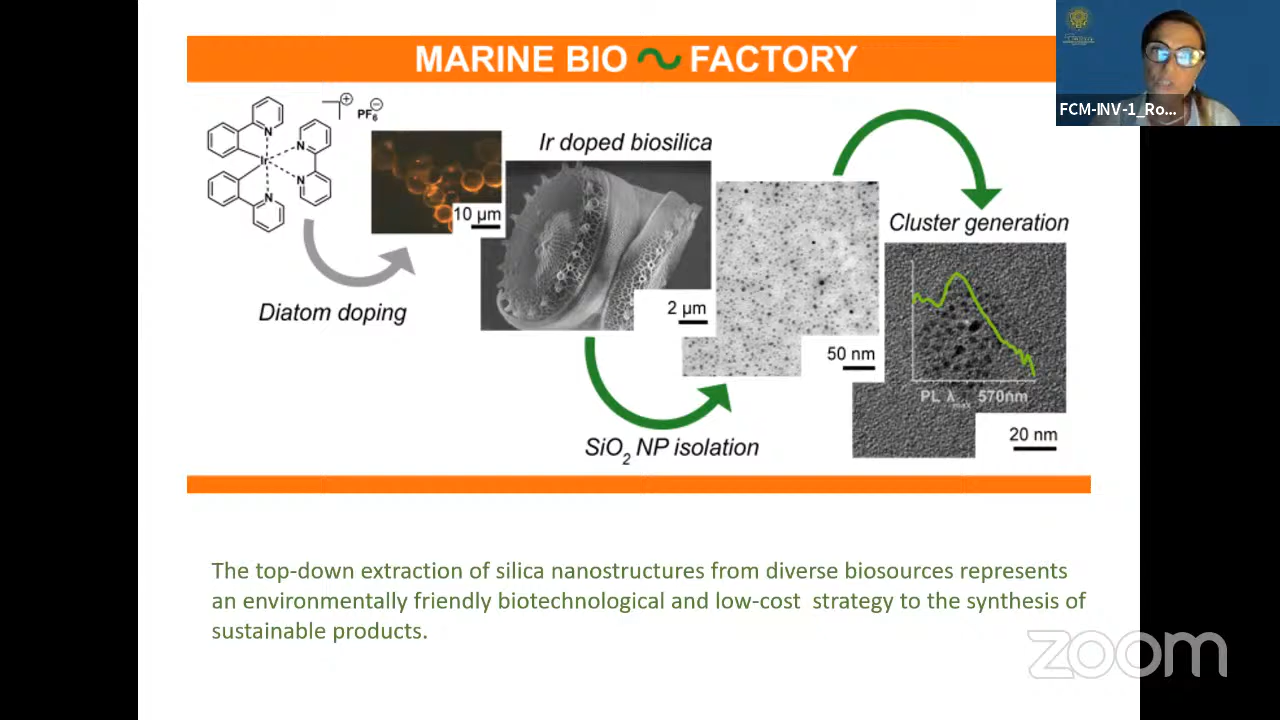 MARINE BIO FACTORY
FCM-INV-1_Ro...
PF6
N
N
Ir
N
N
10 µm
Ir doped biosilica
Diatom doping
2 µm
50 nm
SiO2 NP isolation
Cluster generation
PL λmax 570nm
20 nm
The top-down extraction of silica nanostructures from diverse biosources represents
an environmentally friendly biotechnological and low-cost strategy to the synthesis of
sustainable products.
zoom